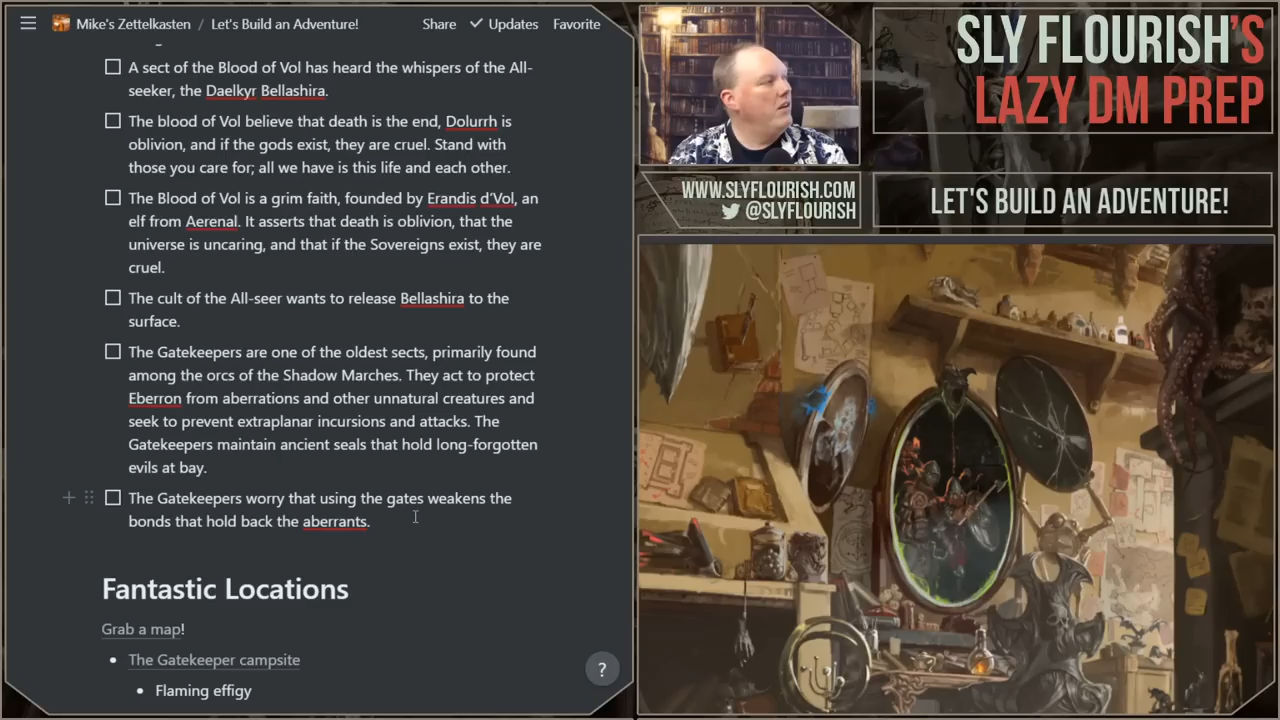 Mike's Zettelkasten / Let's Build an Adventure! Share Updates Favorite
A sect of the Blood of Vol has heard the whispers of the All-
seeker, the Daelkyr Bellashira.
The blood of Vol believe that death is the end, Dolurrh is
oblivion, and if the gods exist, they are cruel. Stand with
those you care for; all we have is this life and each other.
The Blood of Vol is a grim faith, founded by Erandis d'Vol, an
elf from Aerenal. It asserts that death is oblivion, that the
universe is uncaring, and that if the Sovereigns exist, they are
cruel.
The cult of the All-seer wants to release Bellashira to the
surface.
The Gatekeepers are one of the oldest sects, primarily found
among the orcs of the Shadow Marches. They act to protect
Eberron from aberrations and other unnatural creatures and
seek to prevent extraplanar incursions and attacks. The
Gatekeepers maintain ancient seals that hold long-forgotten
evils at bay.
The Gatekeepers worry that using the gates weakens the
bonds that hold back the aberrants.
Fantastic Locations
Grab a map!
The Gatekeeper campsite
Flaming effigy
?
SLY FLOURISH'S
LAZY DM PREP
WWW.SLYFLOURISH.COM
@SLYFLOURISH
LET'S BUILD AN ADVENTURE!